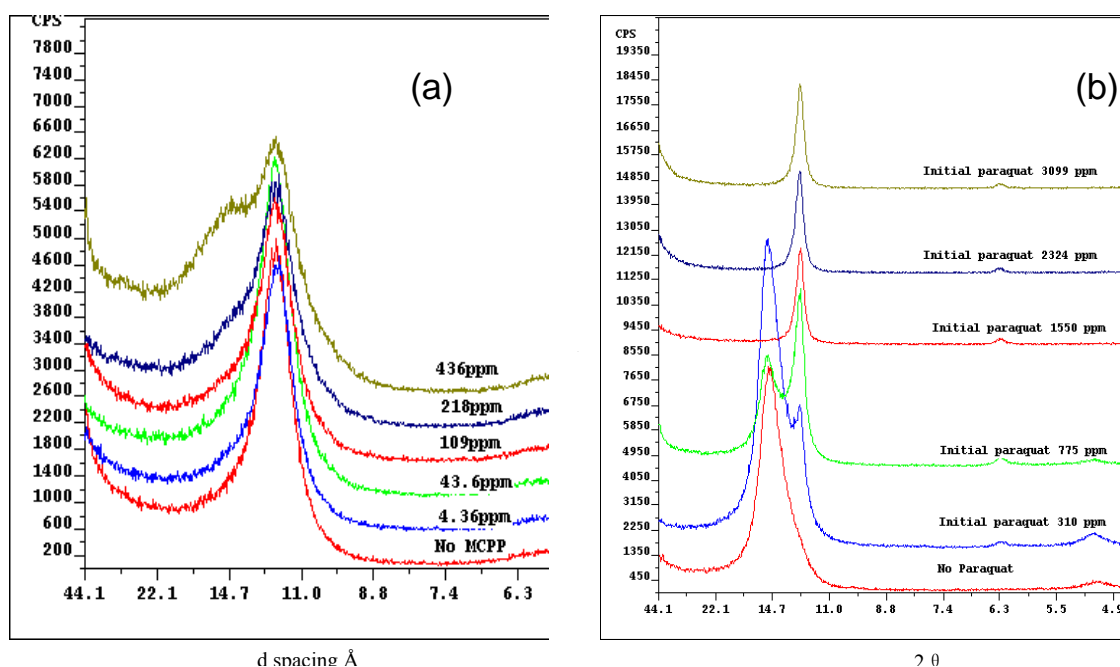 CPS
7800
7400
7000
6600
6200
5800
5400
5000
4600
4200
3800
3400
3000
2600
2200
1800
1400
1000
600
200
(a)
436ppm
218ppm
109ppm
43.6ppm
4.36ppm
No MCPP
44.1 22.1 14.7 11.0 8.8 7.4 6.3
d spacing Å
CPS
19350
18450
17550
16650
15750
14850
13950
13050
12150
11250
10350
9450
8550
7650
6750
5850
4950
4050
3150
2250
1350
450
(b)
Initial paraquat 3099 ppm
Initial paraquat 2324 ppm
Initial paraquat 1550 ppm
Initial paraquat 775 ppm
Initial paraquat 310 ppm
No Paraquat
44.1 22.1 14.7 11.0 8.8 7.4 6.3 5.5 4.9
2 θ